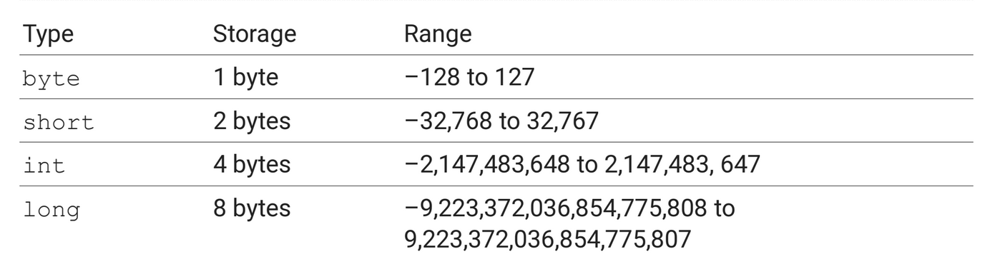 Type Storage Range
byte 1 byte –128 to 127
short 2 bytes –32,768 to 32,767
int 4 bytes –2,147,483,648 to 2,147,483, 647
long 8 bytes –9,223,372,036,854,775,808 to
9,223,372,036,854,775,807